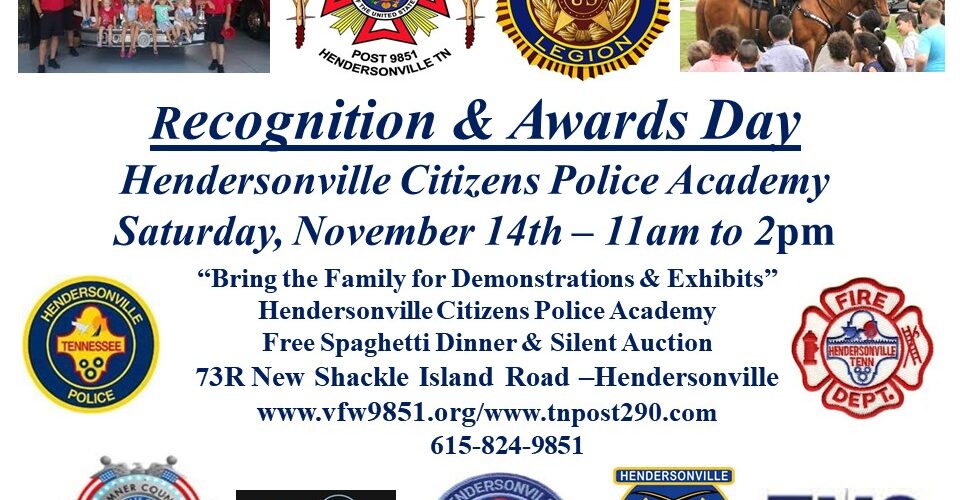 OF THE UNITED STATES
POST 9851
HENDERSONVILLE TN
US
LEGION
Recognition & Awards Day
Hendersonville Citizens Police Academy
Saturday, November 14th – 11am to 2pm
“Bring the Family for Demonstrations & Exhibits”
Hendersonville Citizens Police Academy
Free Spaghetti Dinner & Silent Auction
73R New Shackle Island Road –Hendersonville
www.vfw9851.org/www.tnpost290.com
615-824-9851
HENDERSONVILLE
TENNESSEE
POLICE
FIRE
HENDERSONVILLE
TENN
DEPT.
HENDERSONVILLE